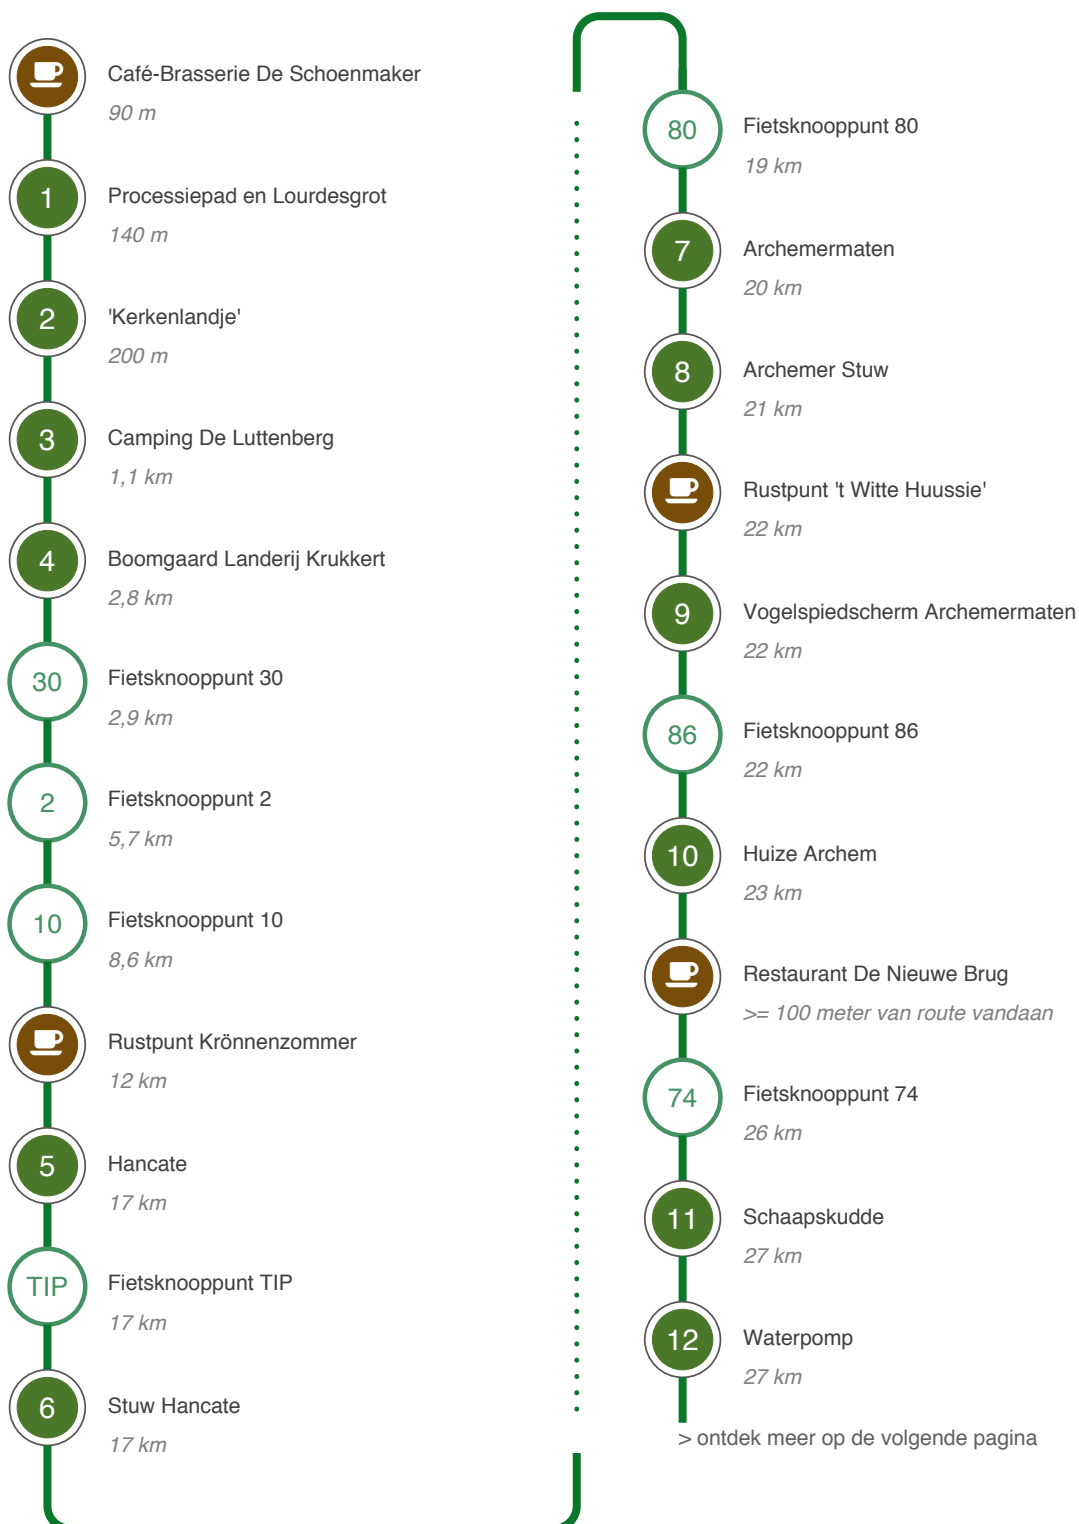 Café-Brasserie De Schoenmaker
90 m
1
Processiepad en Lourdesgrot
140 m
2
'Kerkenlandje'
200 m
3
Camping De Luttenberg
1,1 km
4
Boomgaard Landerij Krukkert
2,8 km
30
Fietsknooppunt 30
2,9 km
2
Fietsknooppunt 2
5,7 km
10
Fietsknooppunt 10
8,6 km
Rustpunt Krönnenzommer
12 km
5
Hancate
17 km
TIP
Fietsknooppunt TIP
17 km
6
Stuw Hancate
17 km
80
Fietsknooppunt 80
19 km
7
Archemermaten
20 km
8
Archemer Stuw
21 km
Rustpunt 't Witte Huussie'
22 km
9
Vogelspiedscherm Archemermaten
22 km
86
Fietsknooppunt 86
22 km
10
Huize Archem
23 km
Restaurant De Nieuwe Brug
>= 100 meter van route vandaan
74
Fietsknooppunt 74
26 km
11
Schaapskudde
27 km
12
Waterpomp
27 km
> ontdek meer op de volgende pagina